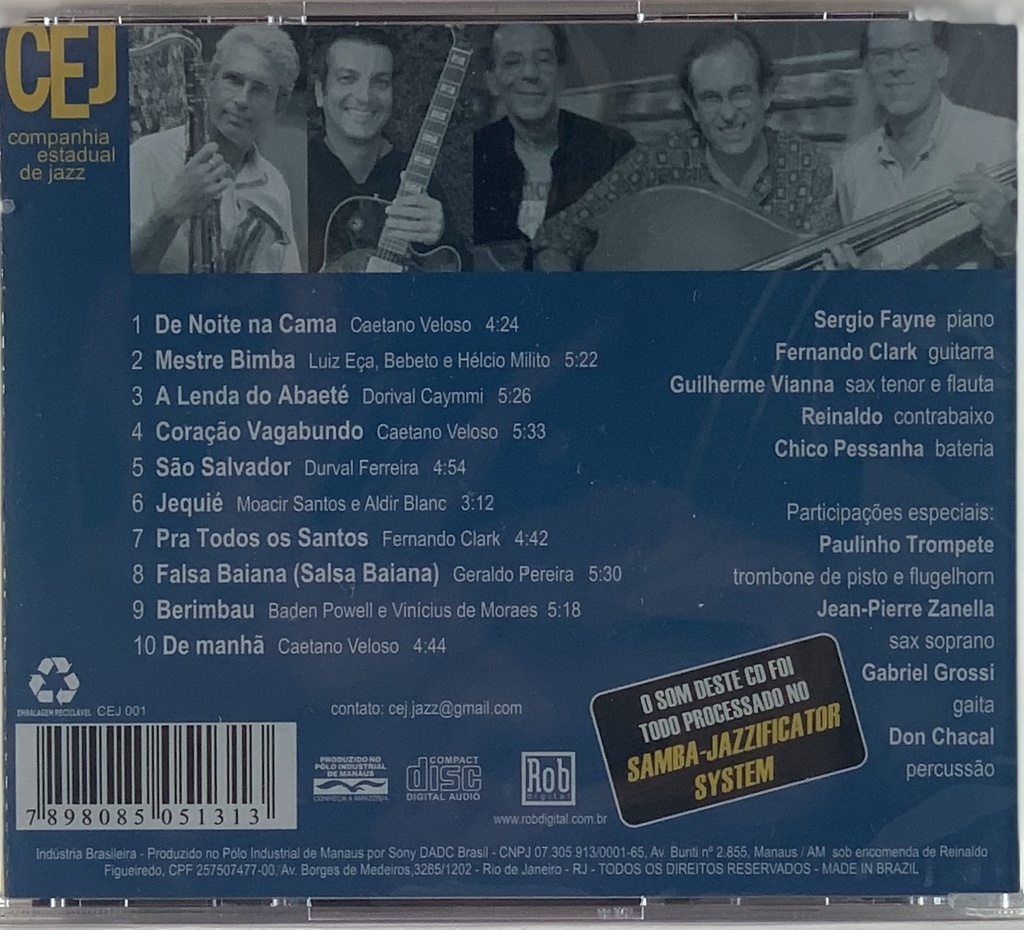 CEJ
companhia
estadual
de jazz
1 De Noite na Cama Caetano Veloso 4:24
2 Mestre Bimba Luiz Eça, Bebeto e Hélcio Milito 5:22
3 A Lenda do Abaeté Dorival Caymmi 5:26
4 Coração Vagabundo Caetano Veloso 5:33
5 São Salvador Durval Ferreira 4:54
6 Jequié Moacir Santos e Aldir Blanc 3:12
7 Pra Todos os Santos Fernando Clark 4:42
8 Falsa Baiana (Salsa Baiana) Geraldo Pereira 5:30
9 Berimbau Baden Powell e Vinícius de Moraes 5:18
10 De manhã Caetano Veloso 4:44
Sergio Fayne piano
Fernando Clark guitarra
Guilherme Vianna sax tenor e flauta
Reinaldo contrabaixo
Chico Pessanha bateria
Participações especiais:
Paulinho Trompete
trombone de pisto e flugelhorn
Jean-Pierre Zanella
sax soprano
Gabriel Grossi
gaita
Don Chacal
percussão
O SOM DESTE CD FOI
TODO PROCESSADO NO
SAMBA-JAZZIFICATOR
SYSTEM
EMBALAGEM RECICLÁVEL CEJ 001
contato: cej.jazz@gmail.com
7 898085 051313
PRODUZIDO NO
PÓLO INDUSTRIAL
DE MANAUS
CONHEÇA A AMAZÔNIA
COMPACT
disc
DIGITAL AUDIO
Rob
digital
www.robdigital.com.br
Indústria Brasileira - Produzido no Pólo Industrial de Manaus por Sony DADC Brasil - CNPJ 07.305.913/0001-65, Av. Buriti nº 2.855, Manaus / AM sob encomenda de Reinaldo
Figueiredo, CPF 257507477-00, Av. Borges de Medeiros,3265/1202 - Rio de Janeiro - RJ - TODOS OS DIREITOS RESERVADOS - MADE IN BRAZIL